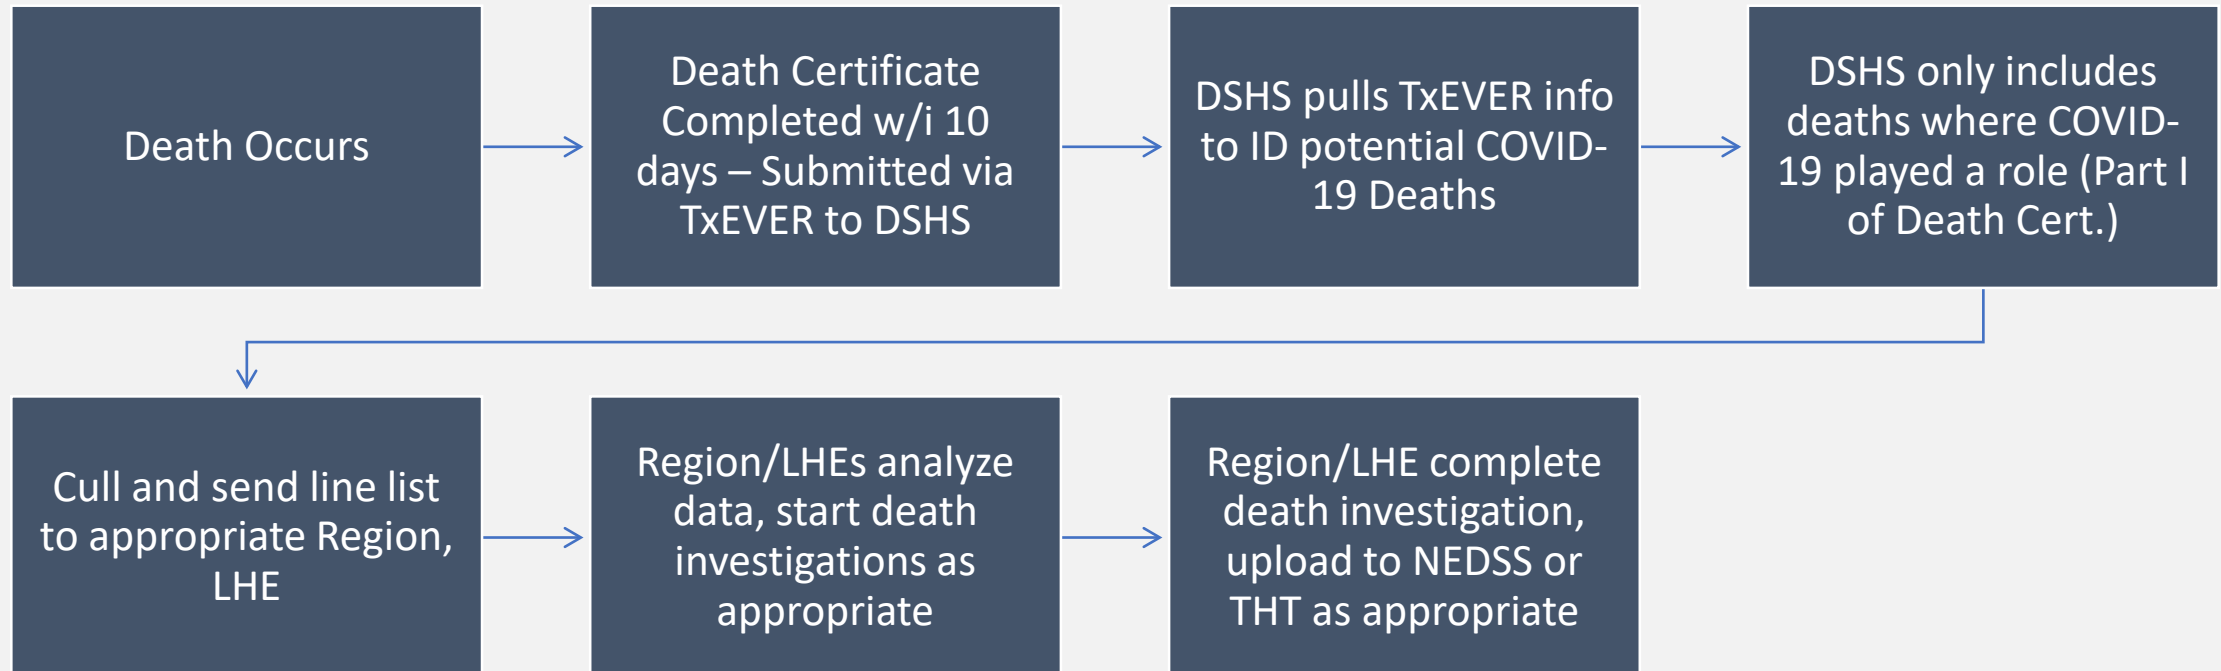 Death Occurs
Death Certificate
Completed w/i 10
days – Submitted via
TxEVER to DSHS
DSHS pulls TxEVER info
to ID potential COVID-
19 Deaths
DSHS only includes
deaths where COVID-
19 played a role (Part I
of Death Cert.)
Cull and send line list
to appropriate Region,
LHE
Region/LHEs analyze
data, start death
investigations as
appropriate
Region/LHE complete
death investigation,
upload to NEDSS or
THT as appropriate